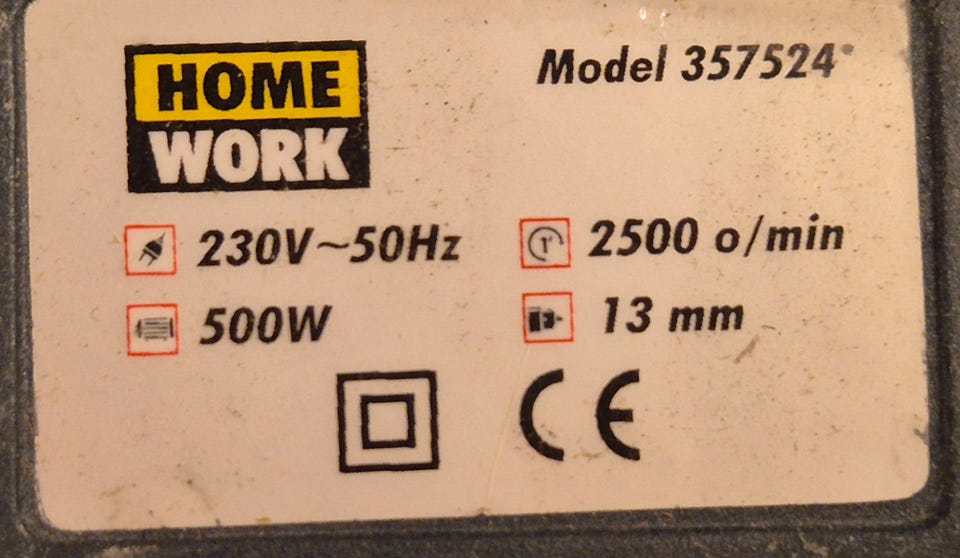 HOME
WORK
Model 357524
230V~50Hz
2500 o/min
500W
13 mm
CE